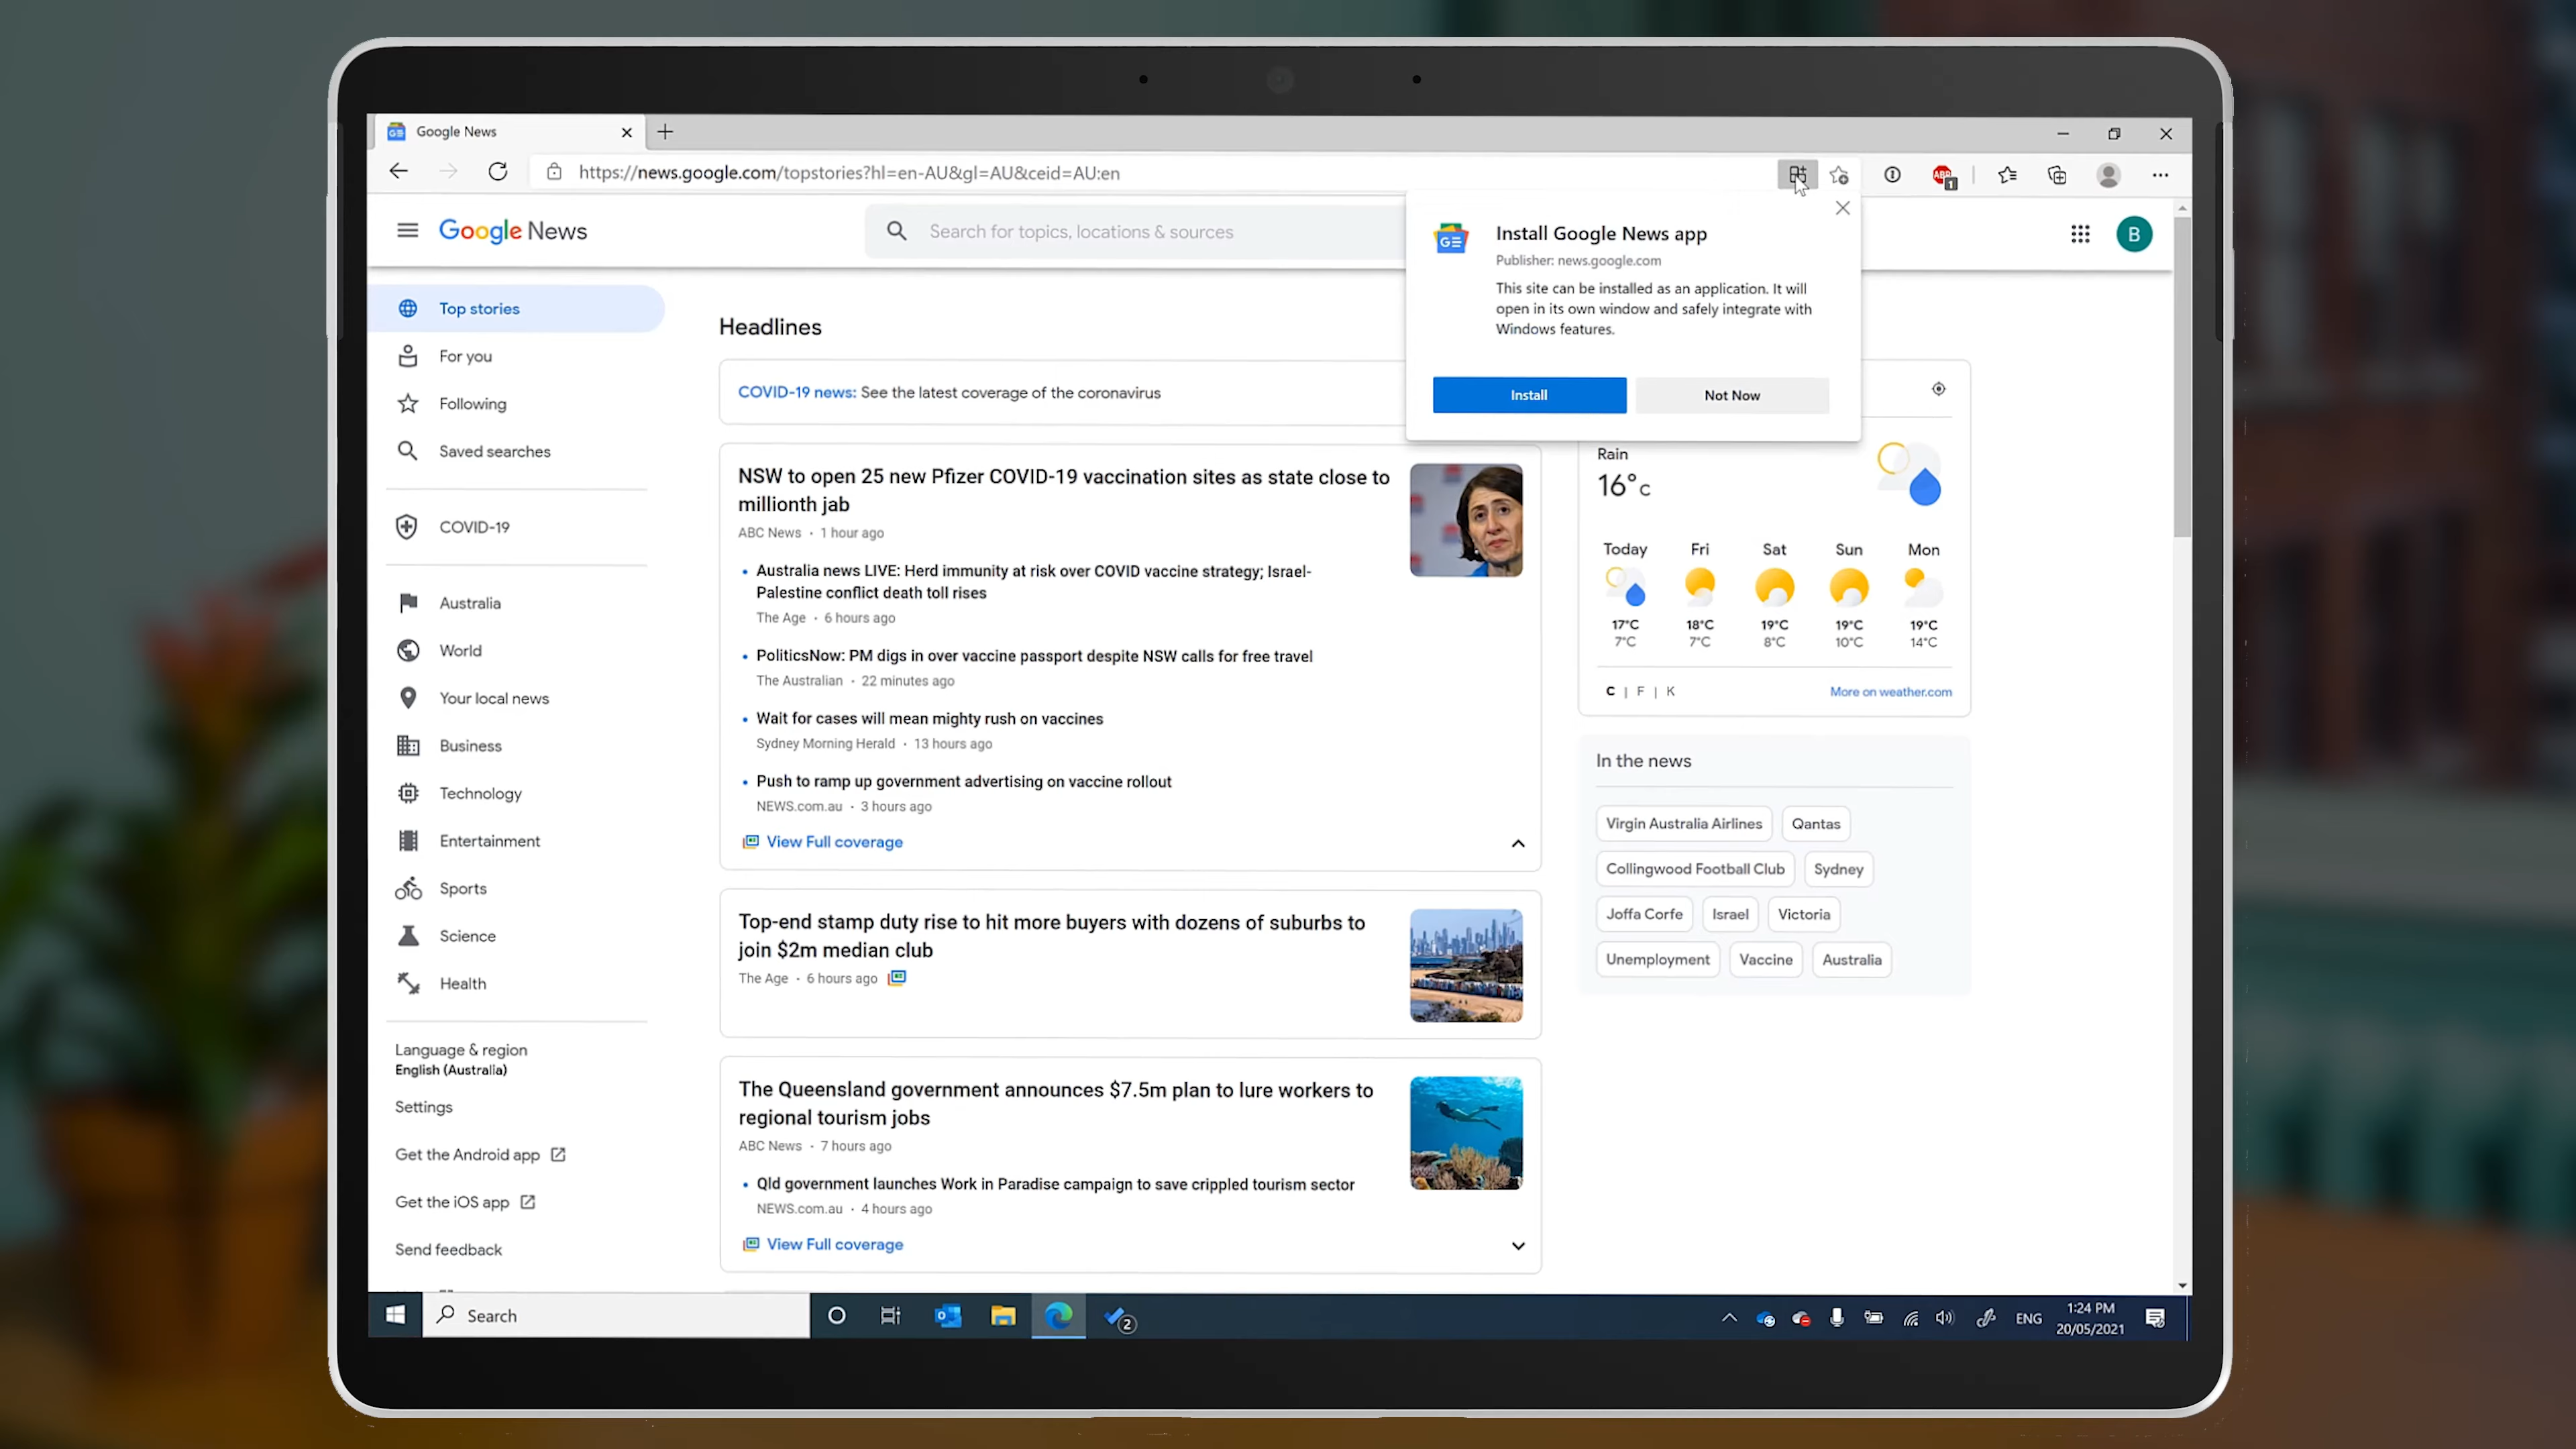 Google News
https://news.google.com/topstories?hl=en-AU&gl=AU&ceid=AU:en
ABP
1
Google News
Search for topics, locations & sources
B
GE
Install Google News app
Publisher: news.google.com
This site can be installed as an application. It will
open in its own window and safely integrate with
Windows features.
Install
Not Now
Top stories
For you
Following
Saved searches
COVID-19
Australia
World
Your local news
Business
Technology
Entertainment
Sports
Science
Health
Language & region
English (Australia)
Settings
Get the Android app
Get the iOS app
Send feedback
Headlines
COVID-19 news: See the latest coverage of the coronavirus
NSW to open 25 new Pfizer COVID-19 vaccination sites as state close to
millionth jab
ABC News • 1 hour ago
• Australia news LIVE: Herd immunity at risk over COVID vaccine strategy; Israel-
Palestine conflict death toll rises
The Age • 6 hours ago
• PoliticsNow: PM digs in over vaccine passport despite NSW calls for free travel
The Australian • 22 minutes ago
• Wait for cases will mean mighty rush on vaccines
Sydney Morning Herald • 13 hours ago
• Push to ramp up government advertising on vaccine rollout
NEWS.com.au • 3 hours ago
View Full coverage
Top-end stamp duty rise to hit more buyers with dozens of suburbs to
join $2m median club
The Age • 6 hours ago
The Queensland government announces $7.5m plan to lure workers to
regional tourism jobs
ABC News • 7 hours ago
• Qld government launches Work in Paradise campaign to save crippled tourism sector
NEWS.com.au • 4 hours ago
View Full coverage
Rain
16°C
Today Fri Sat Sun Mon
17°C 18°C 19°C 19°C 19°C
7°C 7°C 8°C 10°C 14°C
C | F | K
More on weather.com
In the news
Virgin Australia Airlines
Qantas
Collingwood Football Club
Sydney
Joffa Corfe
Israel
Victoria
Unemployment
Vaccine
Australia
Search
2
ENG
1:24 PM
20/05/2021